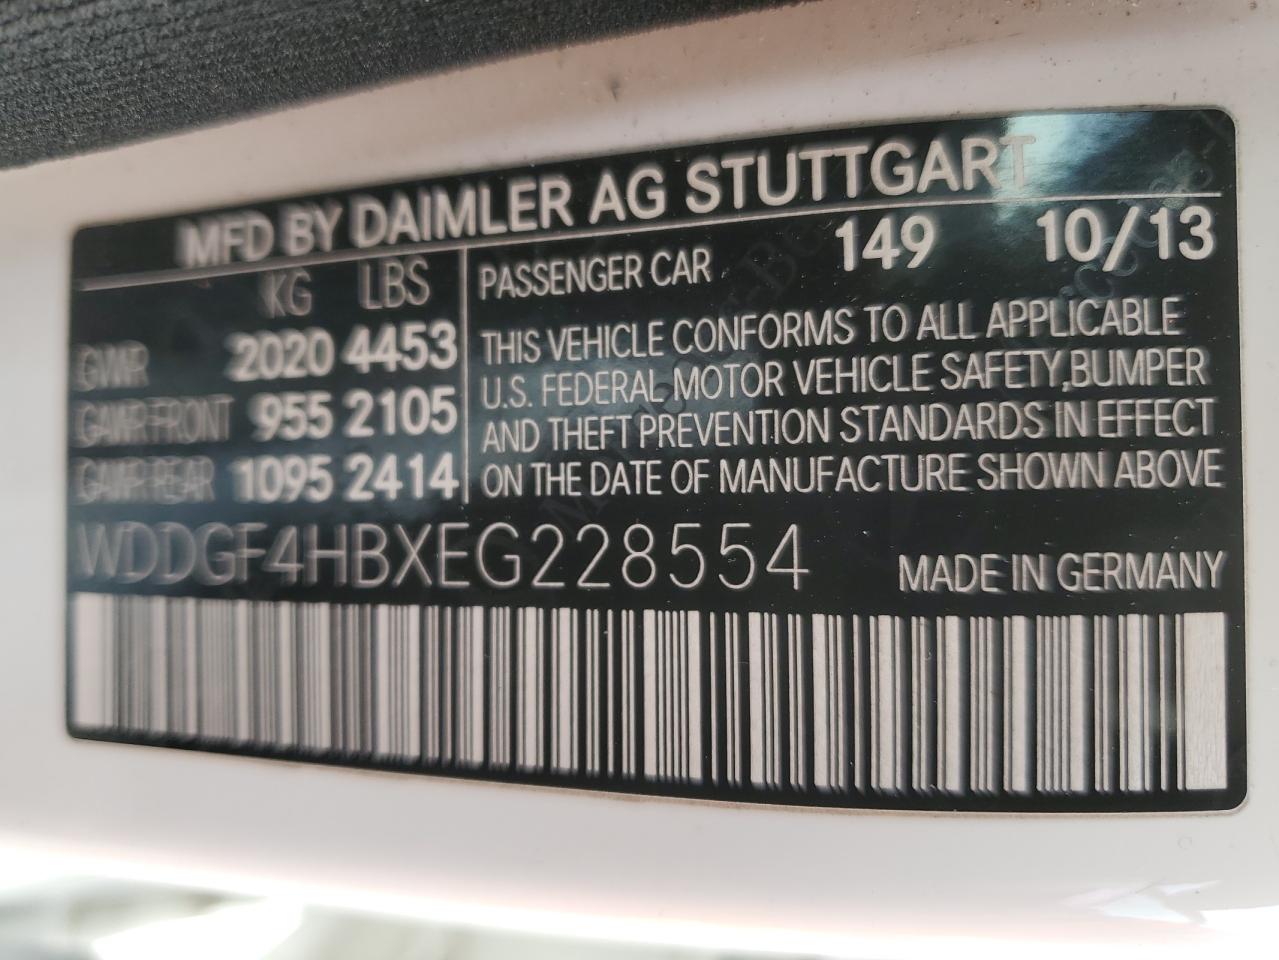 MFD BY DAIMLER AG STUTTGART
KG LBS
GVWR 2020 4453
GAWR FRONT 955 2105
GAWR REAR 1095 2414
PASSENGER CAR 149 10/13
THIS VEHICLE CONFORMS TO ALL APPLICABLE
U.S. FEDERAL MOTOR VEHICLE SAFETY,BUMPER
AND THEFT PREVENTION STANDARDS IN EFFECT
ON THE DATE OF MANUFACTURE SHOWN ABOVE
WDDGF4HBXEG228554 MADE IN GERMANY